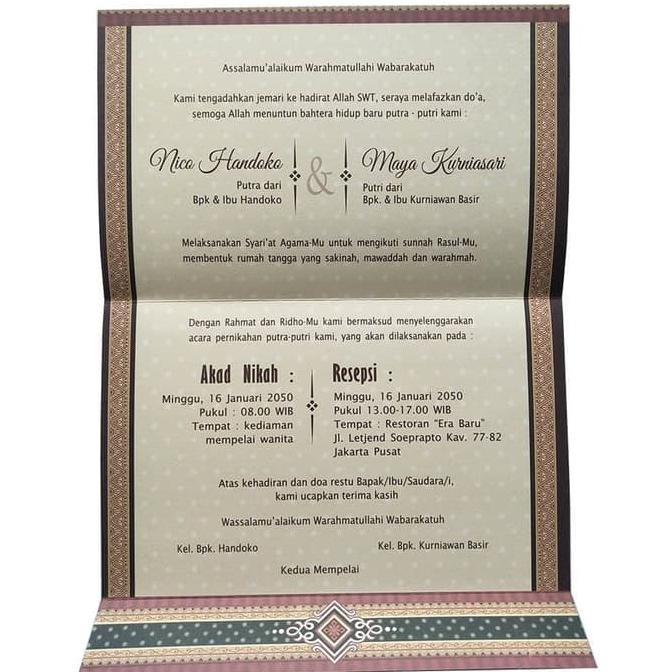 Assalamu'alaikum Warahmatullahi Wabarakatuh
Kami tengadahkan jemari ke hadirat Allah SWT, seraya melafazkan do'a,
semoga Allah menuntun bahtera hidup baru putra - putri kami :
Nico Handoko
Putra dari
Bpk & Ibu Handoko
&
Maya Kurniasari
Putri dari
Bpk. & Ibu Kurniawan Basir
Melaksanakan Syari'at Agama-Mu untuk mengikuti sunnah Rasul-Mu,
membentuk rumah tangga yang sakinah, mawaddah dan warahmah.
Dengan Rahmat dan Ridho-Mu kami bermaksud menyelenggarakan
acara pernikahan putra-putri kami, yang akan dilaksanakan pada :
Akad Nikah :
Minggu, 16 Januari 2050
Pukul : 08.00 WIB
Tempat : kediaman
mempelai wanita
Resepsi :
Minggu, 16 Januari 2050
Pukul 13.00-17.00 WIB
Tempat : Restoran "Era Baru"
Jl. Letjend Soeprapto Kav. 77-82
Jakarta Pusat
Atas kehadiran dan doa restu Bapak/Ibu/Saudara/i,
kami ucapkan terima kasih
Wassalamu'alaikum Warahmatullahi Wabarakatuh
Kel. Bpk. Handoko
Kel. Bpk. Kurniawan Basir
Kedua Mempelai